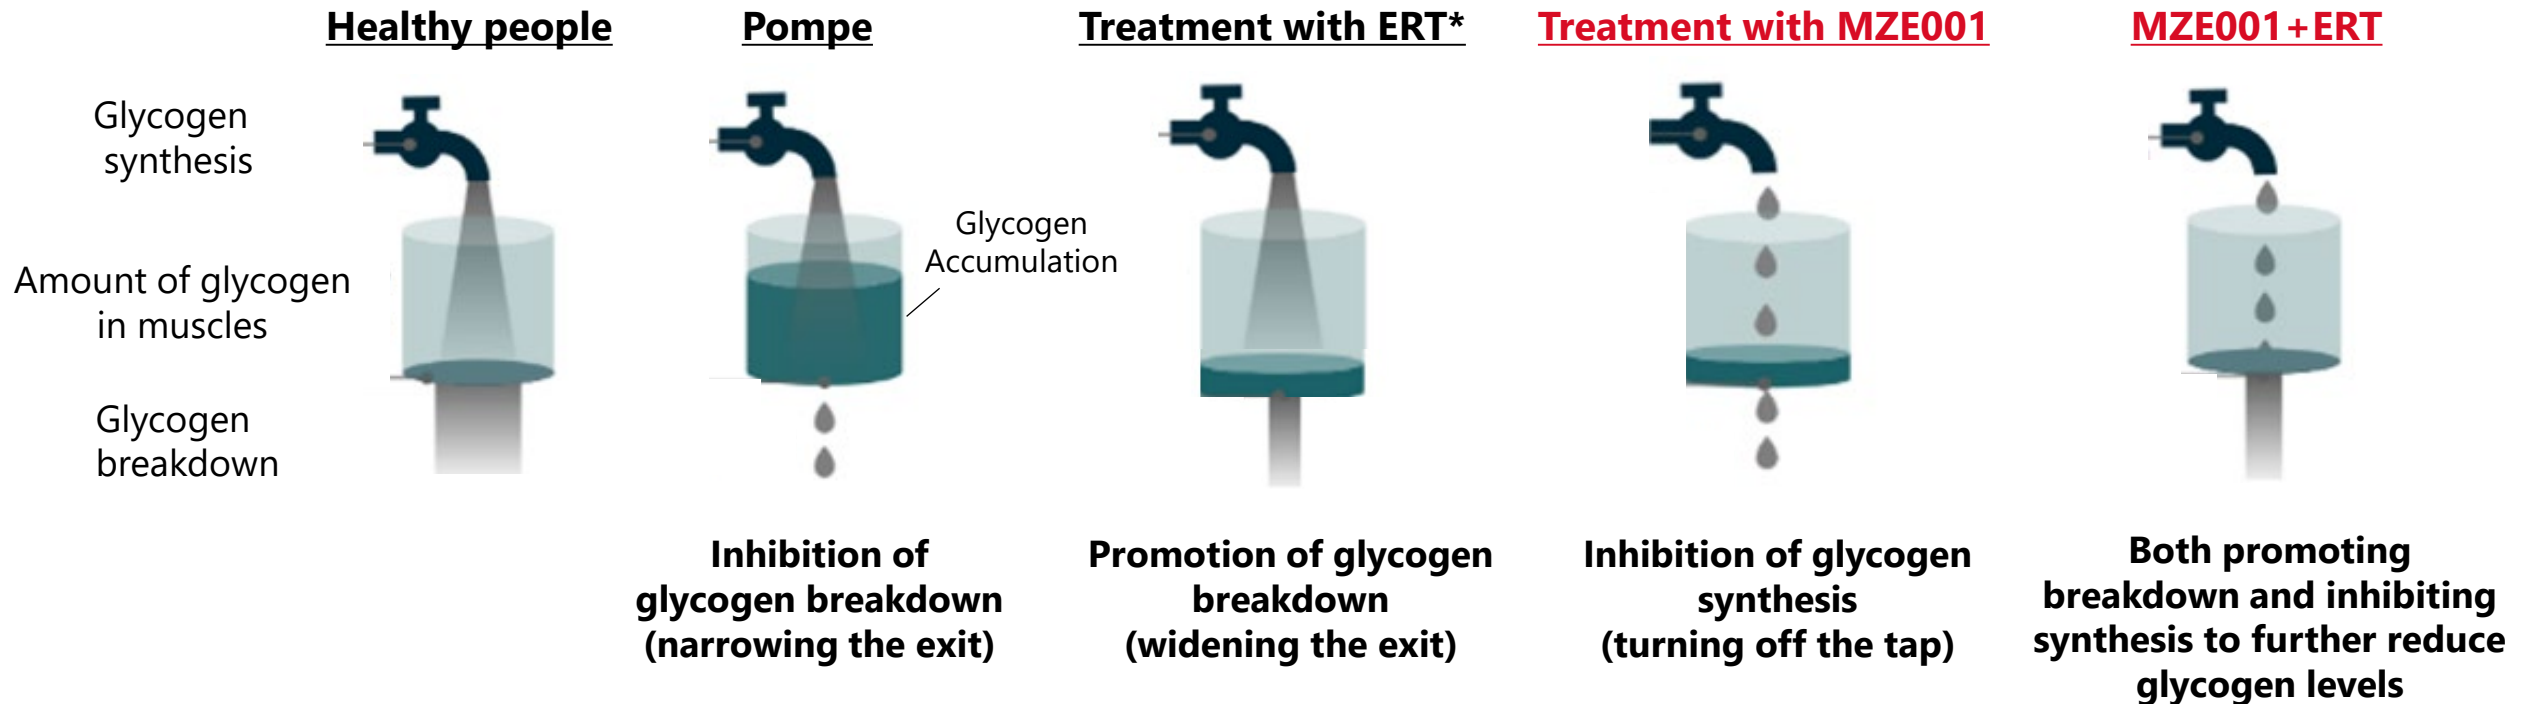 Healthy people
Pompe
Treatment with ERT*
Treatment with MZE001
MZE001+ERT
Glycogen
synthesis
Amount of glycogen
in muscles
Glycogen
breakdown
Glycogen
Accumulation
Inhibition of
glycogen breakdown
(narrowing the exit)
Promotion of glycogen
breakdown
(widening the exit)
Inhibition of glycogen
synthesis
(turning off the tap)
Both promoting
breakdown and inhibiting
synthesis to further reduce
glycogen levels